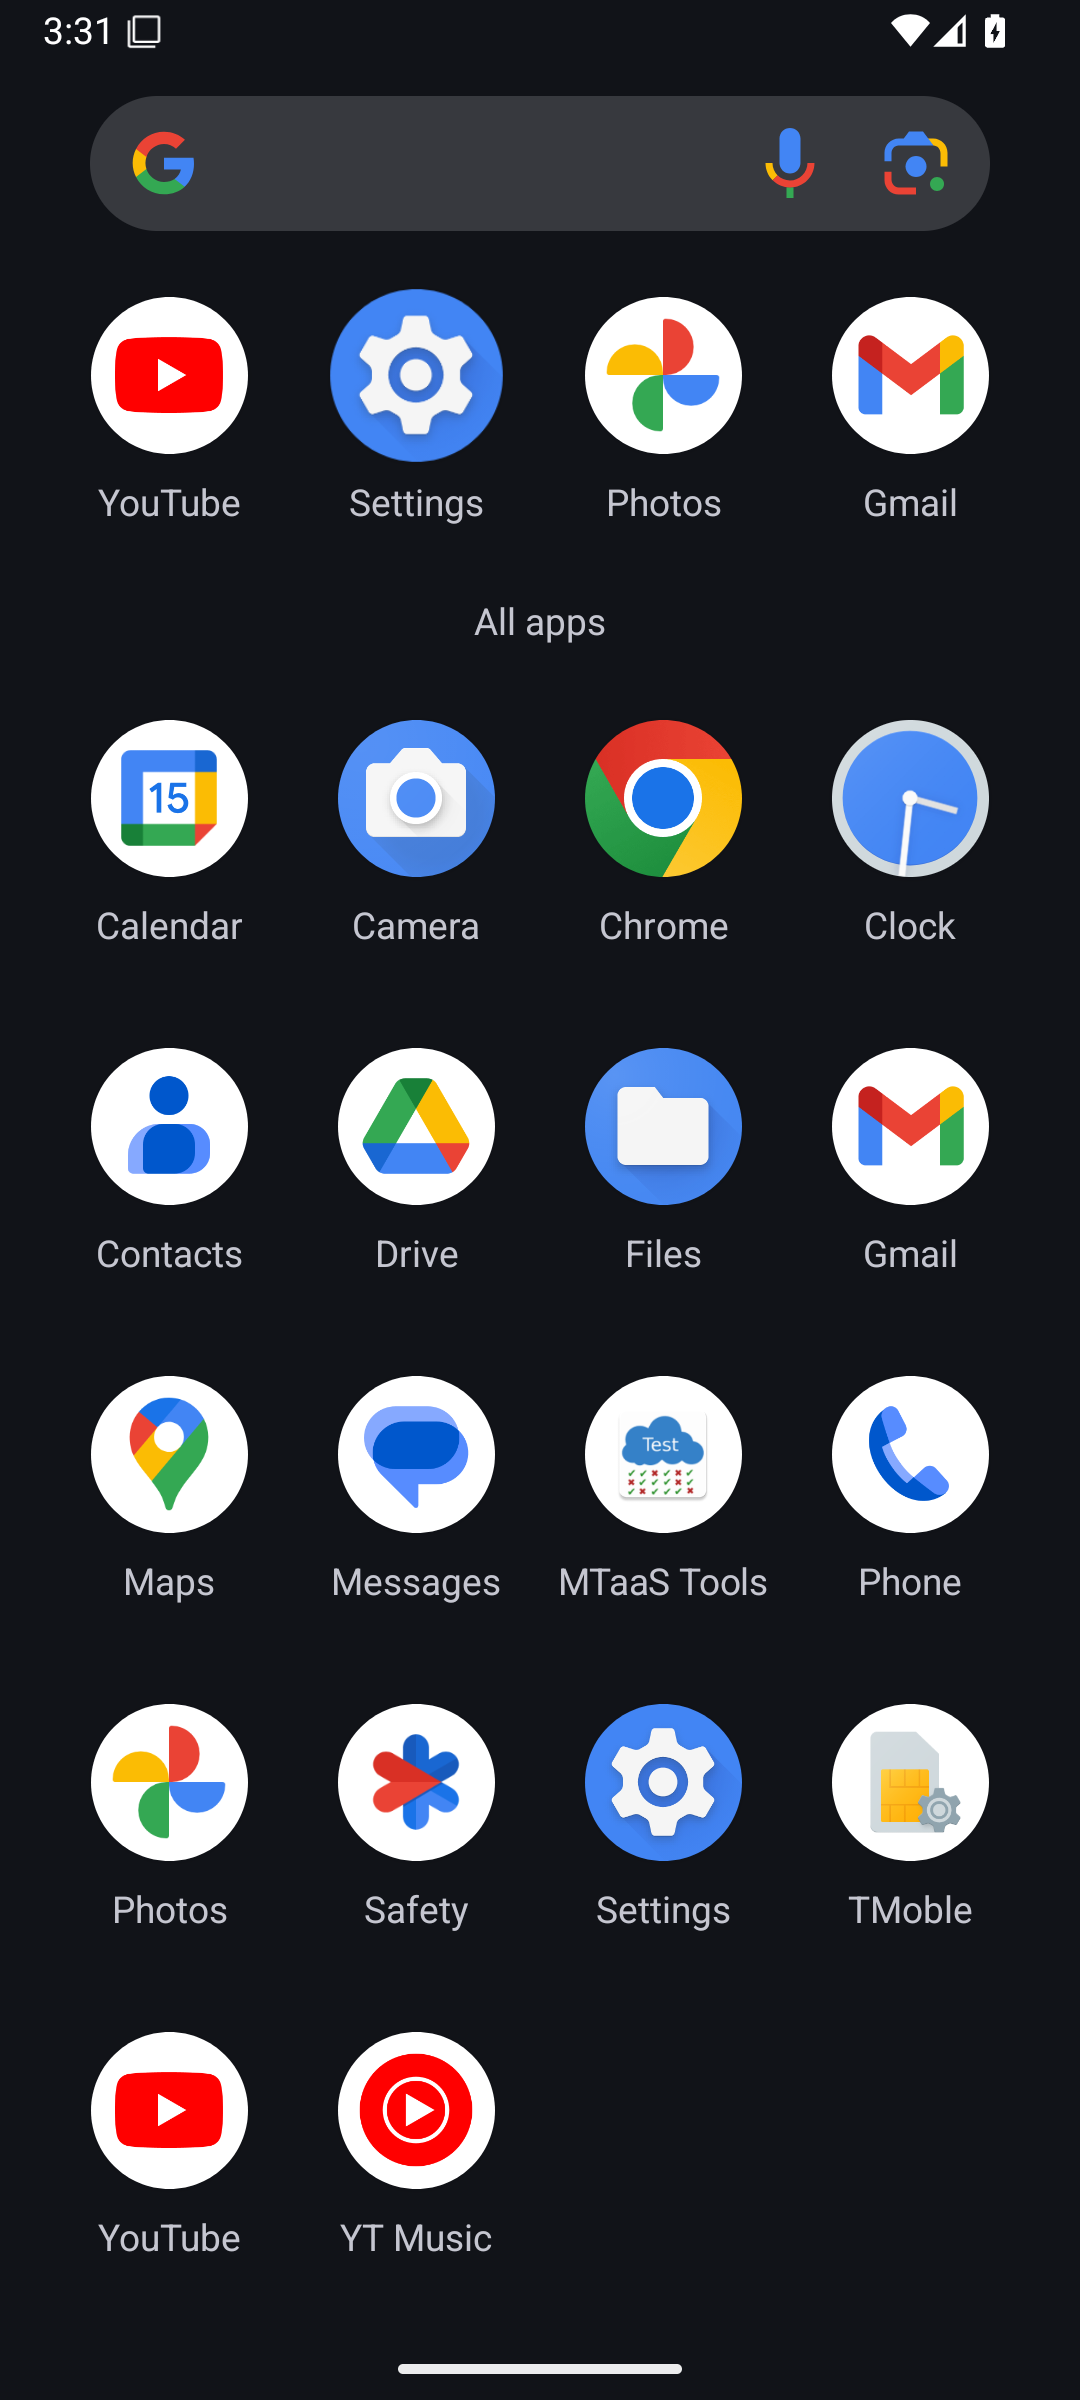 3:31
YouTube Settings Photos Gmail
All apps
15
Calendar Camera Chrome Clock
Contacts Drive Files Gmail
Test
Maps Messages MTaaS Tools Phone
Photos Safety Settings TMoble
YouTube YT Music